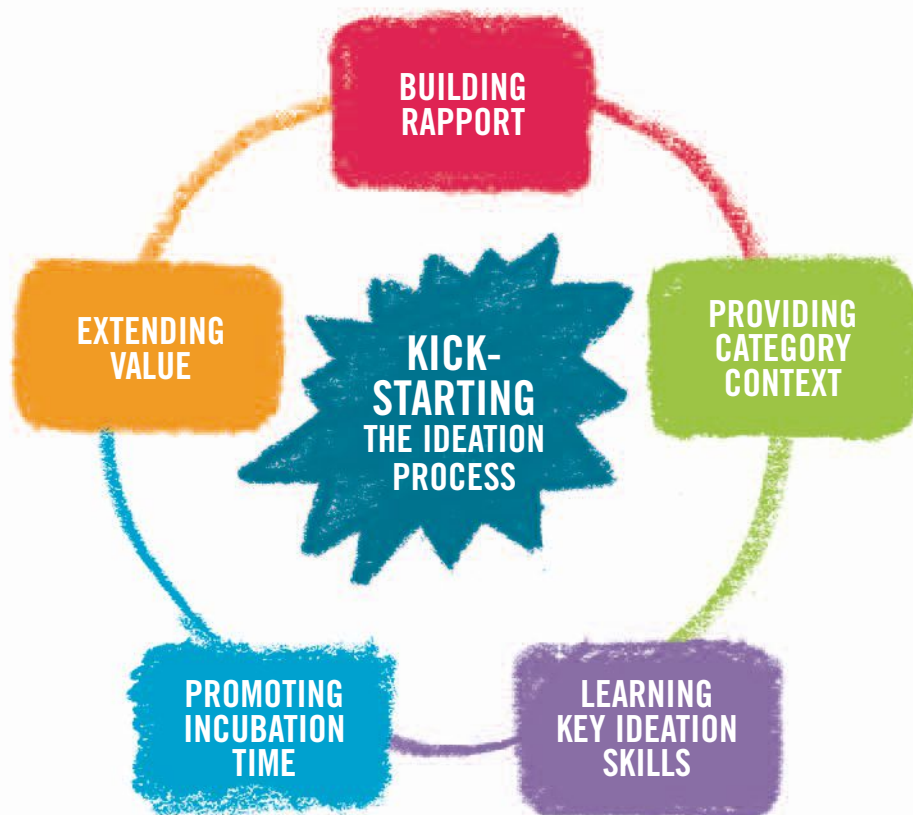 BUILDING
RAPPORT
PROVIDING
CATEGORY
CONTEXT
LEARNING
KEY IDEATION
SKILLS
PROMOTING
INCUBATION
TIME
EXTENDING
VALUE
KICK-
STARTING
THE IDEATION
PROCESS